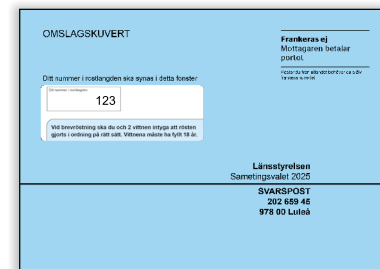 OMSLAGSKUVERT
Frankeras ej
Mottagaren betalar
portot
Ditt nummer i rostlangden ska synas i detta fonster
123
Vid brevröstning ska du och 2 vittnen intyga att rösten
gjorts i ordning på rätt sätt. Vittnena måste ha fyllt 18 år.
Länsstyrelsen
Sametingsvalet 2025
SVARSPOST
202 659 45
978 00 Luleå